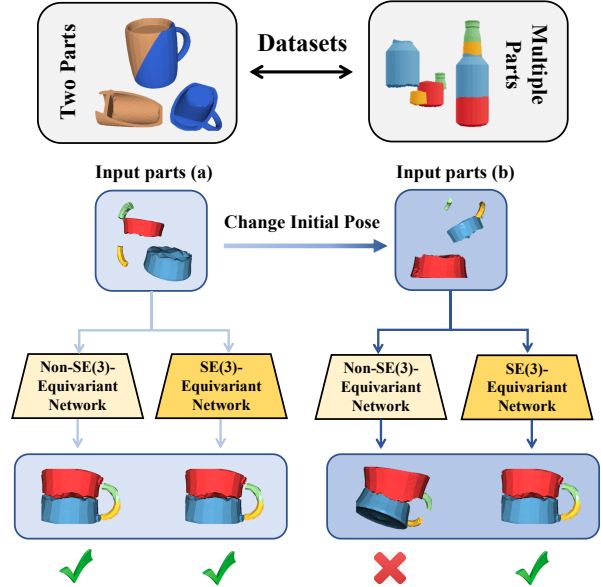 Two Parts
Datasets
Multiple
Parts
Input parts (a)
Input parts (b)
Change Initial Pose
Non-SE(3)-
Equivariant
Network
SE(3)-
Equivariant
Network
Non-SE(3)-
Equivariant
Network
SE(3)-
Equivariant
Network